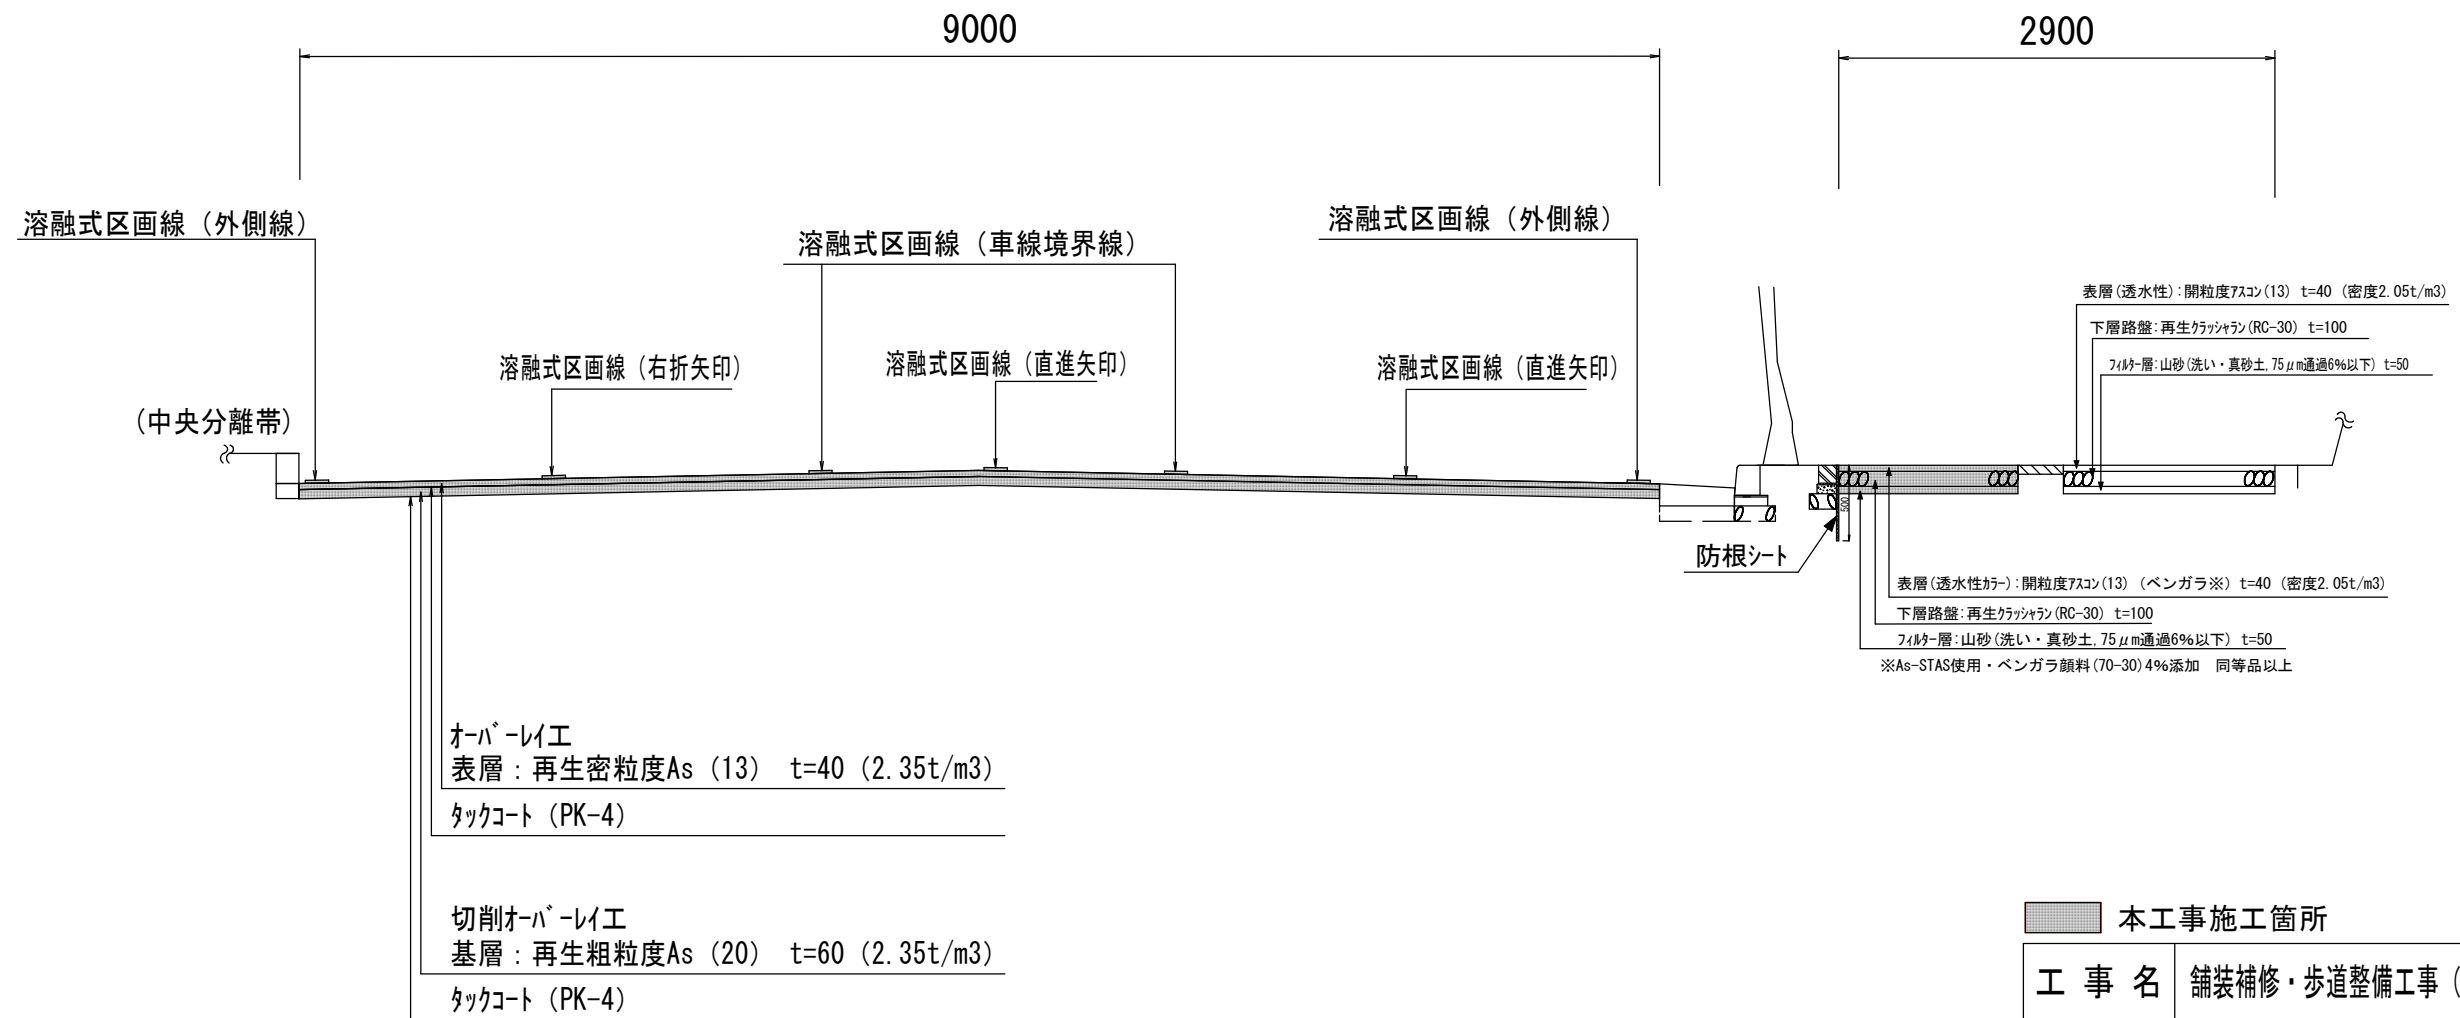 9000
2900
溶融式区画線（外側線）
溶融式区画線（車線境界線）
溶融式区画線（外側線）
溶融式区画線（右折矢印）
溶融式区画線（直進矢印）
溶融式区画線（直進矢印）
（中央分離帯）
表層(透水性)：開粒度ｱｽｺﾝ(13) t=40 (密度2.05t/m3)
下層路盤：再生ｸﾗｯｼｬﾗﾝ(RC-30) t=100
ﾌｨﾙﾀｰ層：山砂(洗い・真砂土,75μm通過6%以下) t=50
500
防根ｼｰﾄ
表層(透水性ｶﾗｰ)：開粒度ｱｽｺﾝ(13) (ベンガラ※) t=40 (密度2.05t/m3)
下層路盤：再生ｸﾗｯｼｬﾗﾝ(RC-30) t=100
ﾌｨﾙﾀｰ層：山砂(洗い・真砂土,75μm通過6%以下) t=50
※As-STAS使用・ベンガラ顔料(70-30)4%添加　同等品以上
ｵｰﾊﾞｰﾚｲ工
表層：再生密粒度As（13） t=40（2.35t/m3）
ﾀｯｸｺｰﾄ（PK-4）
切削ｵｰﾊﾞｰﾚｲ工
基層：再生粗粒度As（20） t=60（2.35t/m3）
ﾀｯｸｺｰﾄ（PK-4）
本工事施工箇所
工 事 名 舗装補修・歩道整備工事（